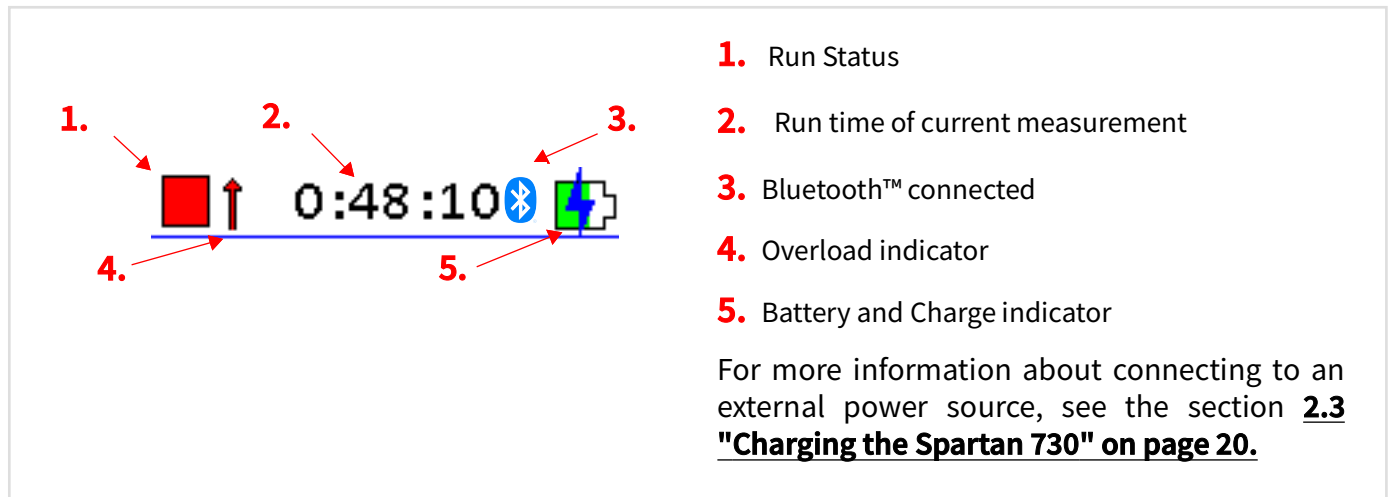 1. Run Status
1. 2. 3.
2. Run time of current measurement
3. Bluetooth™ connected
0:48:10
4. Overload indicator
4. 5.
5. Battery and Charge indicator
For more information about connecting to an
external power source, see the section 2.3
"Charging the Spartan 730" on page 20.